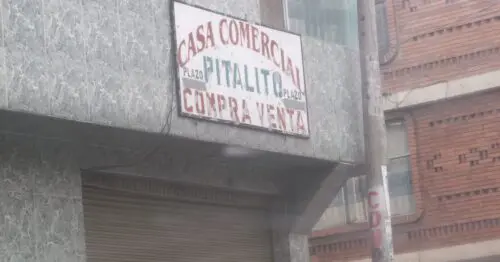 CASA COMERCIAL
PLAZO PITALITO PLAZO
COMPRA VENTA